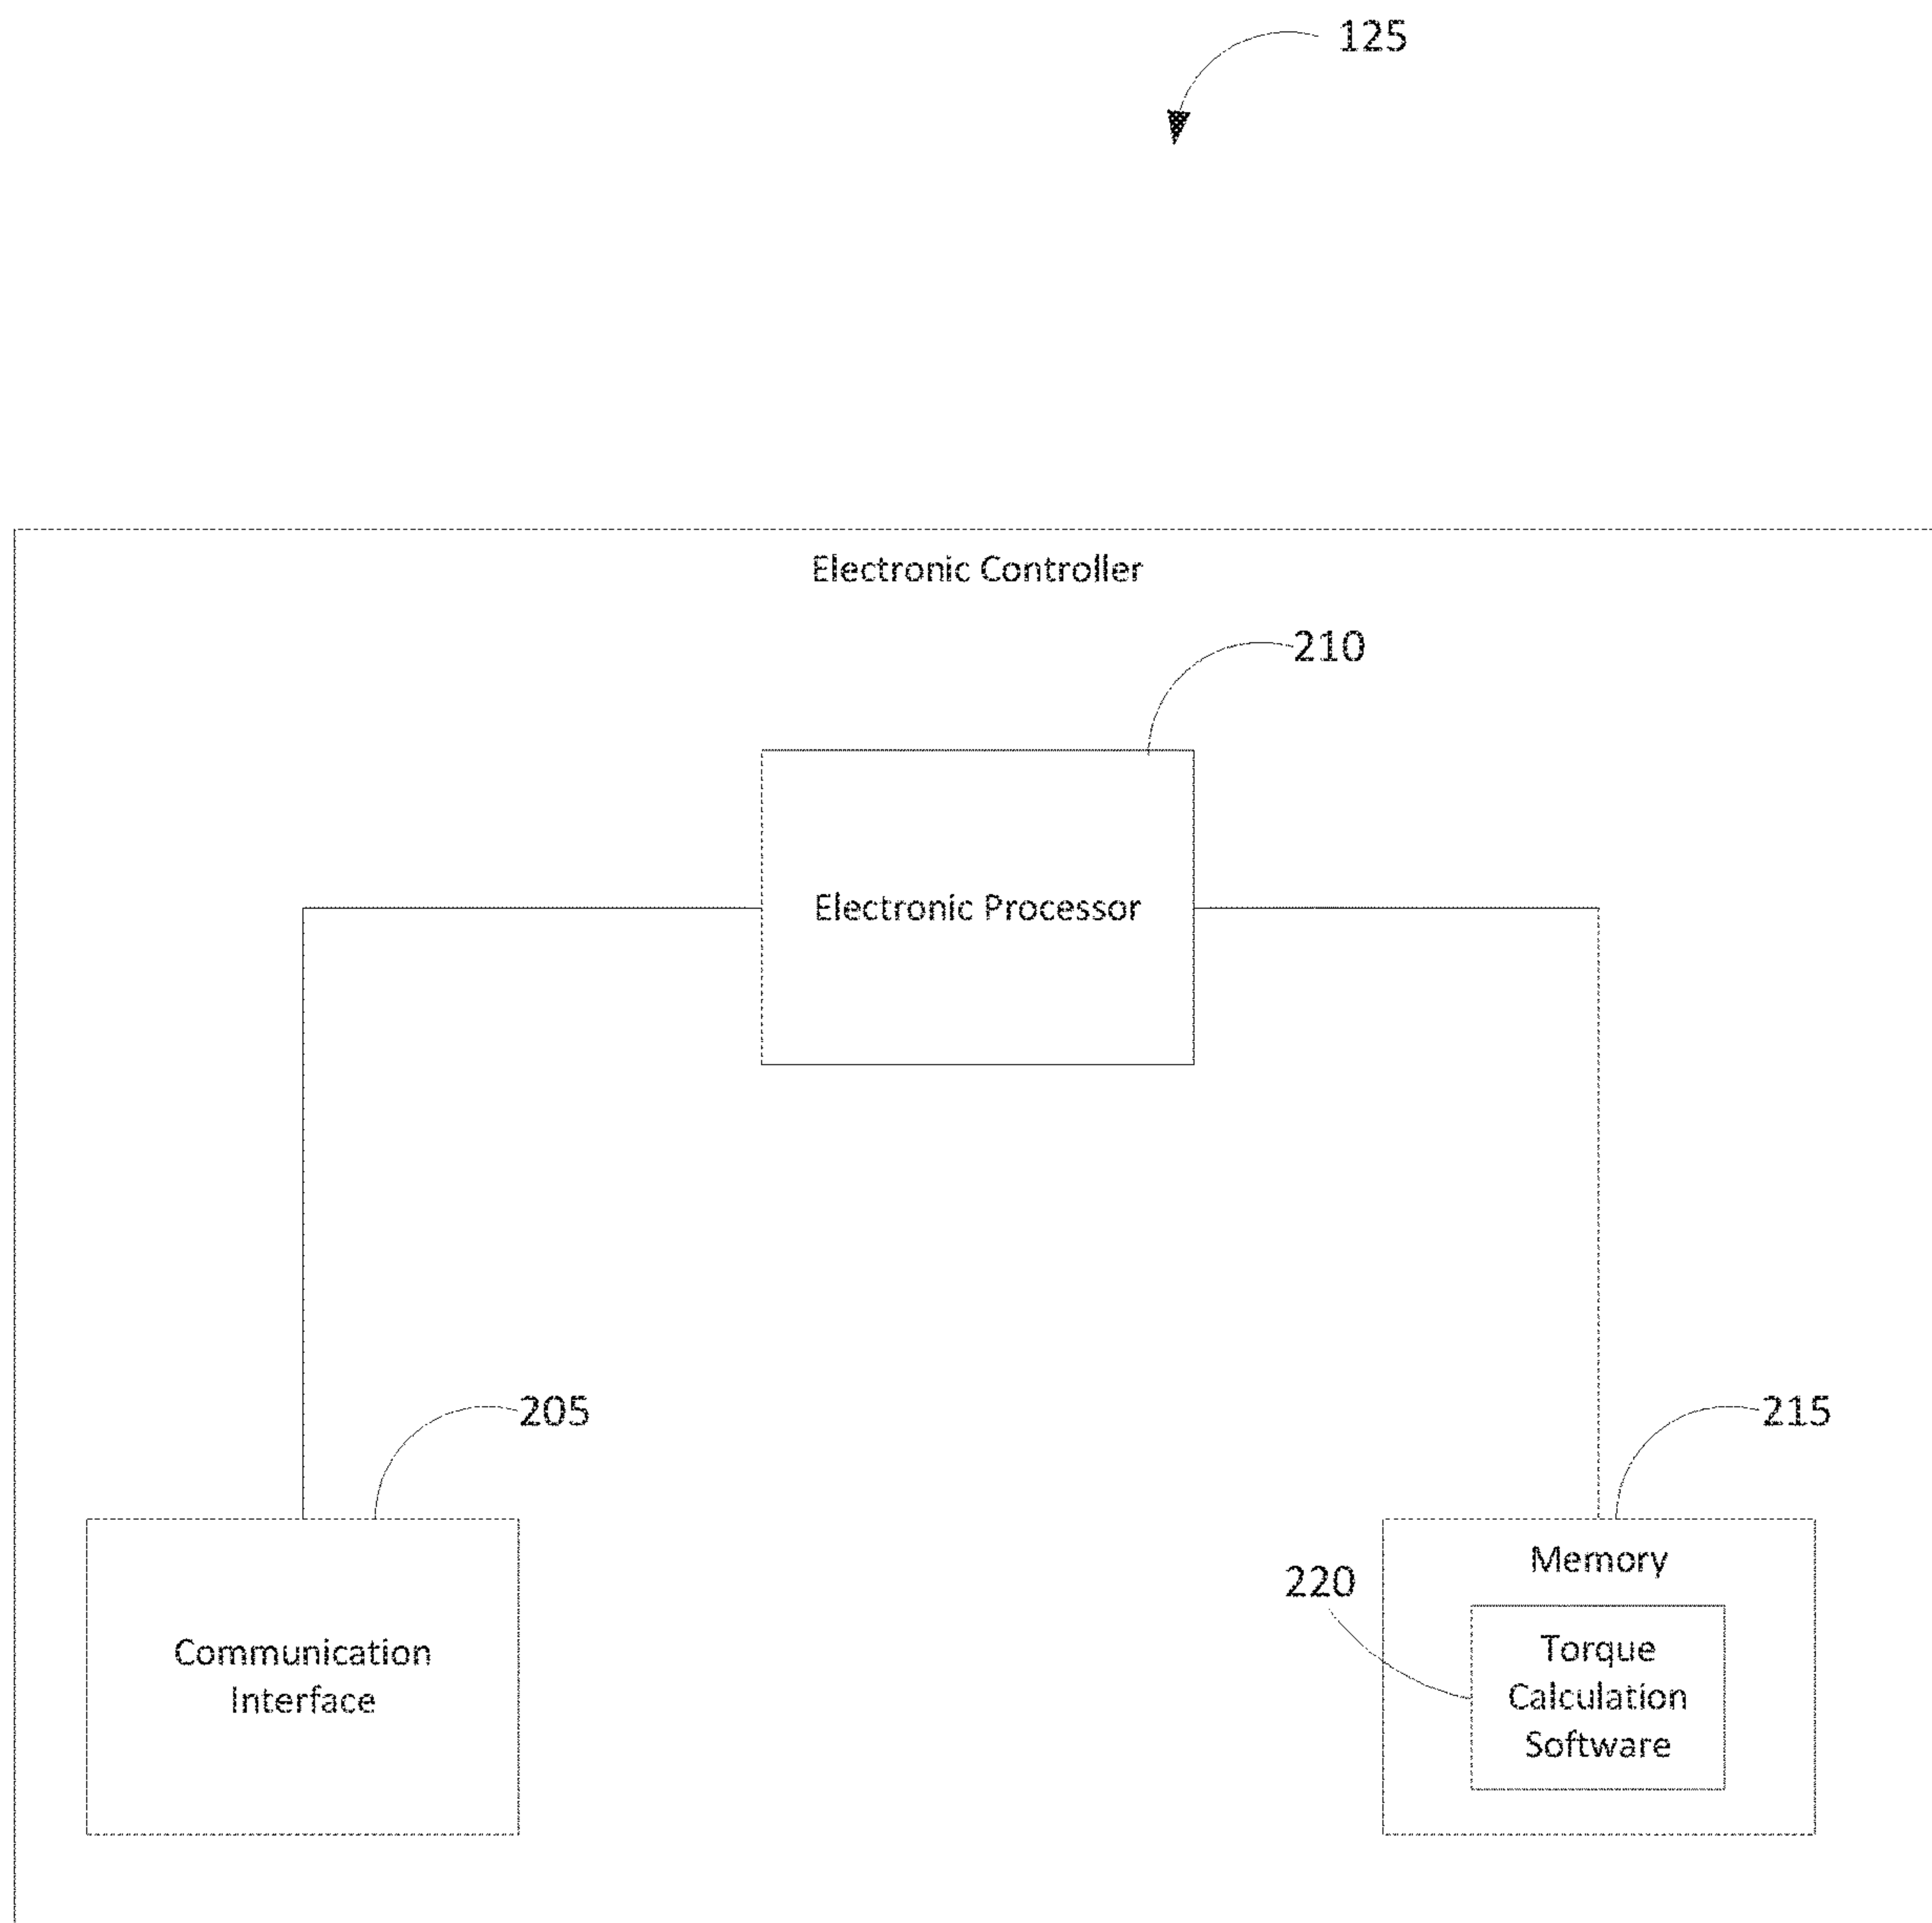 125
Electronic Controller
210
Electronic Processor
205
215
Memory
220
Torque
Calculation
Software
Communication
Interface